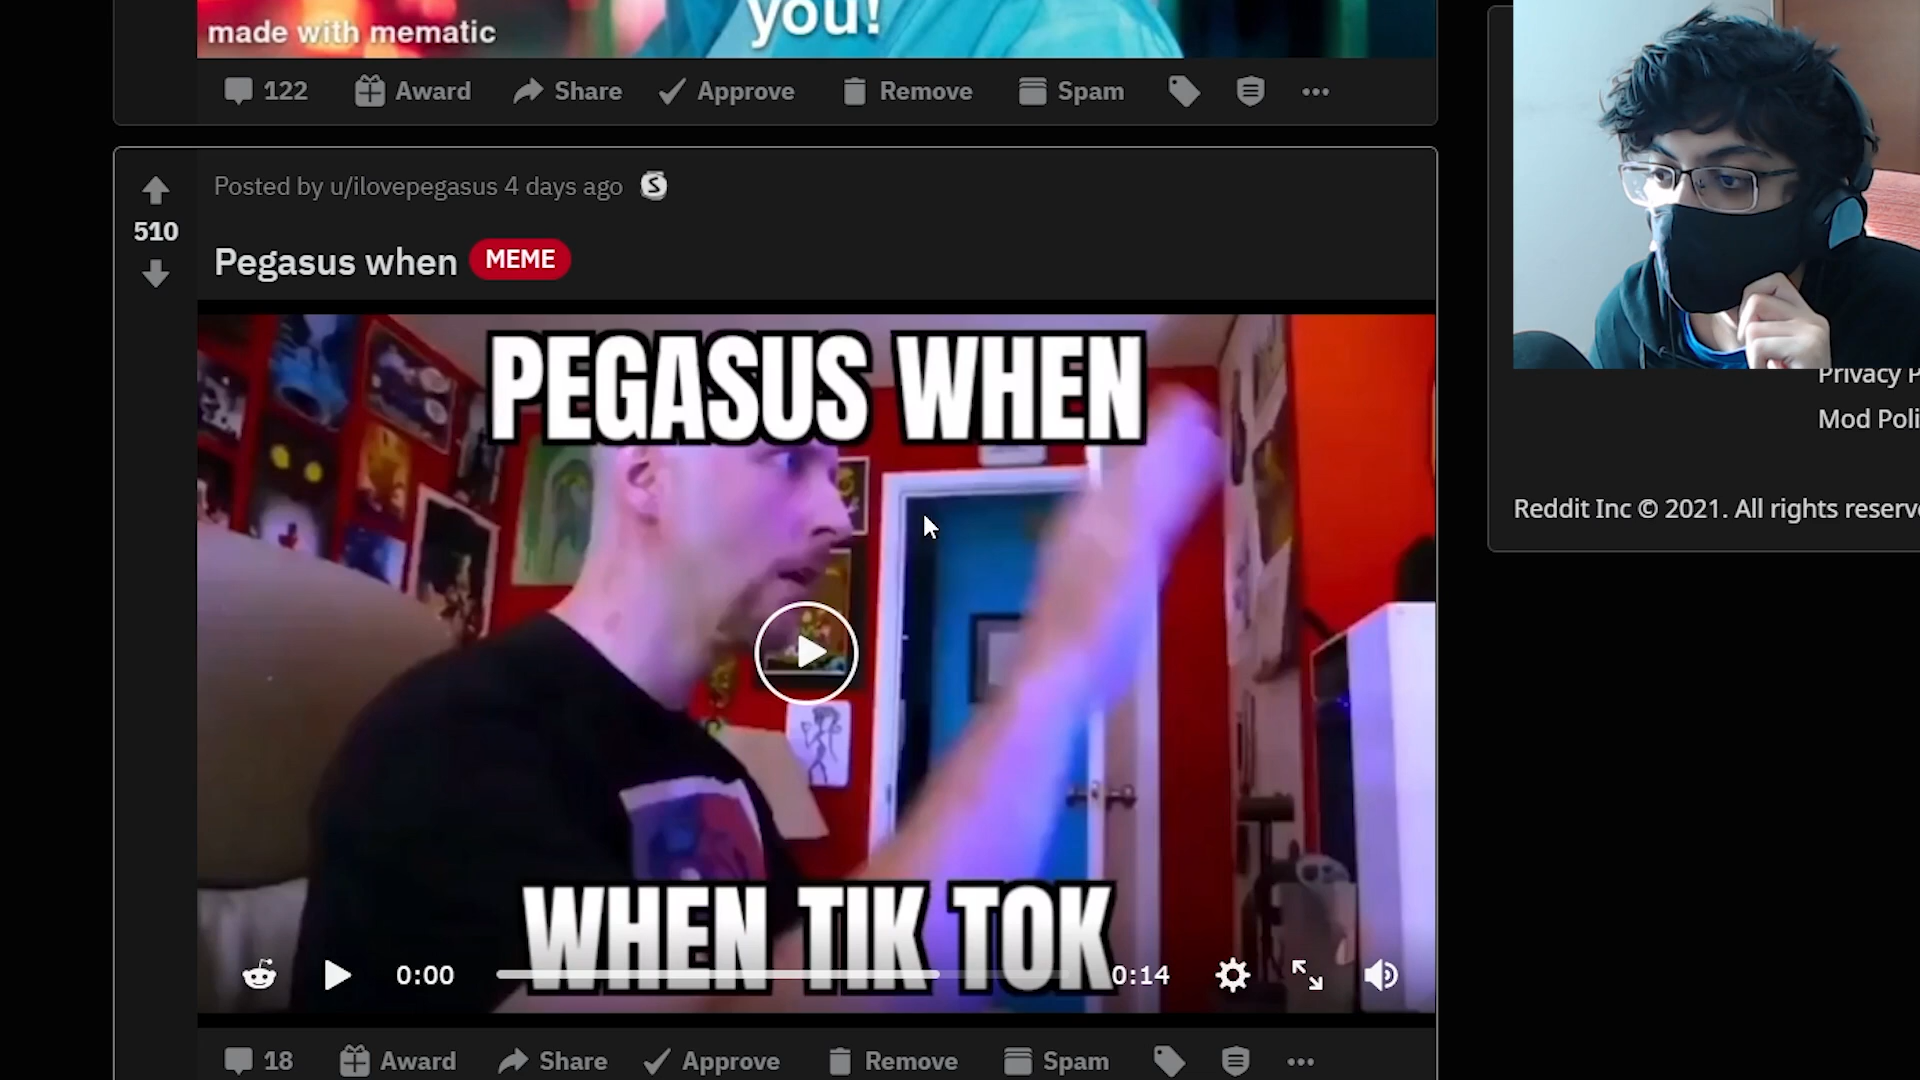 you!
made with mematic
122 Award Share Approve Remove Spam
Posted by u/ilovepegasus 4 days ago
510
Pegasus when MEME
PEGASUS WHEN
WHEN TIK TOK
0:00 0:14
18 Award Share Approve Remove Spam
Privacy P
Mod Poli
Reddit Inc © 2021. All rights reserv